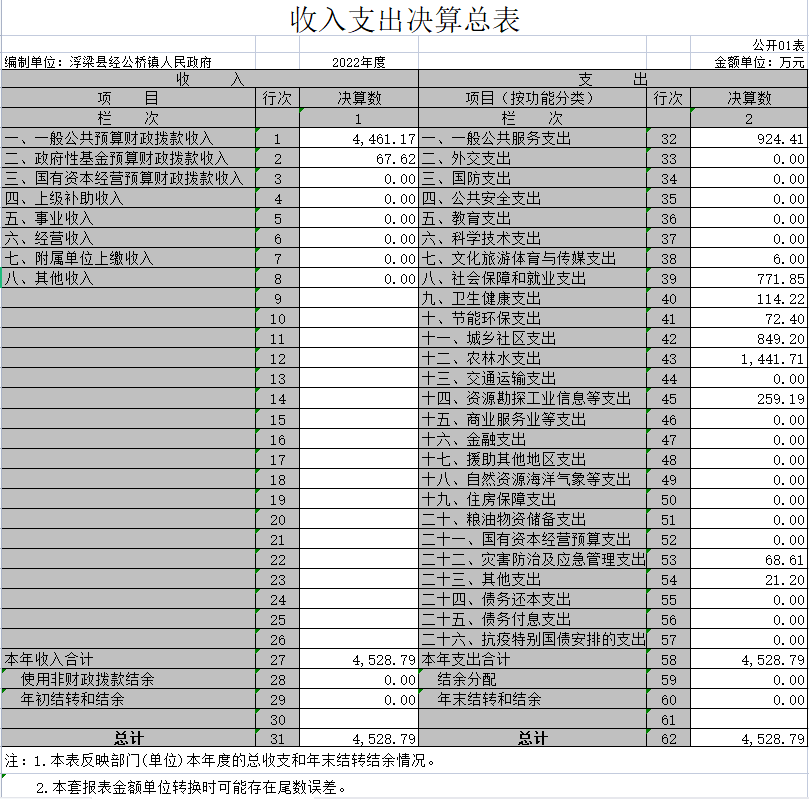 收入支出决算总表
公开01表
编制单位：浮梁县经公桥镇人民政府 2022年度 金额单位：万元
收 入 支 出
项 目 行次 决算数 项目（按功能分类） 行次 决算数
栏 次 1 栏 次 2
一、一般公共预算财政拨款收入 1 4,461.17 一、一般公共服务支出 32 924.41
二、政府性基金预算财政拨款收入 2 67.62 二、外交支出 33 0.00
三、国有资本经营预算财政拨款收入 3 0.00 三、国防支出 34 0.00
四、上级补助收入 4 0.00 四、公共安全支出 35 0.00
五、事业收入 5 0.00 五、教育支出 36 0.00
六、经营收入 6 0.00 六、科学技术支出 37 0.00
七、附属单位上缴收入 7 0.00 七、文化旅游体育与传媒支出 38 6.00
八、其他收入 8 0.00 八、社会保障和就业支出 39 771.85
9 九、卫生健康支出 40 114.22
10 十、节能环保支出 41 72.40
11 十一、城乡社区支出 42 849.20
12 十二、农林水支出 43 1,441.71
13 十三、交通运输支出 44 0.00
14 十四、资源勘探工业信息等支出 45 259.19
15 十五、商业服务业等支出 46 0.00
16 十六、金融支出 47 0.00
17 十七、援助其他地区支出 48 0.00
18 十八、自然资源海洋气象等支出 49 0.00
19 十九、住房保障支出 50 0.00
20 二十、粮油物资储备支出 51 0.00
21 二十一、国有资本经营预算支出 52 0.00
22 二十二、灾害防治及应急管理支出 53 68.61
23 二十三、其他支出 54 21.20
24 二十四、债务还本支出 55 0.00
25 二十五、债务付息支出 56 0.00
26 二十六、抗疫特别国债安排的支出 57 0.00
本年收入合计 27 4,528.79 本年支出合计 58 4,528.79
使用非财政拨款结余 28 0.00 结余分配 59 0.00
年初结转和结余 29 0.00 年末结转和结余 60 0.00
30 61
总计 31 4,528.79 总计 62 4,528.79
注：1.本表反映部门(单位)本年度的总收支和年末结转结余情况。
2.本套报表金额单位转换时可能存在尾数误差。